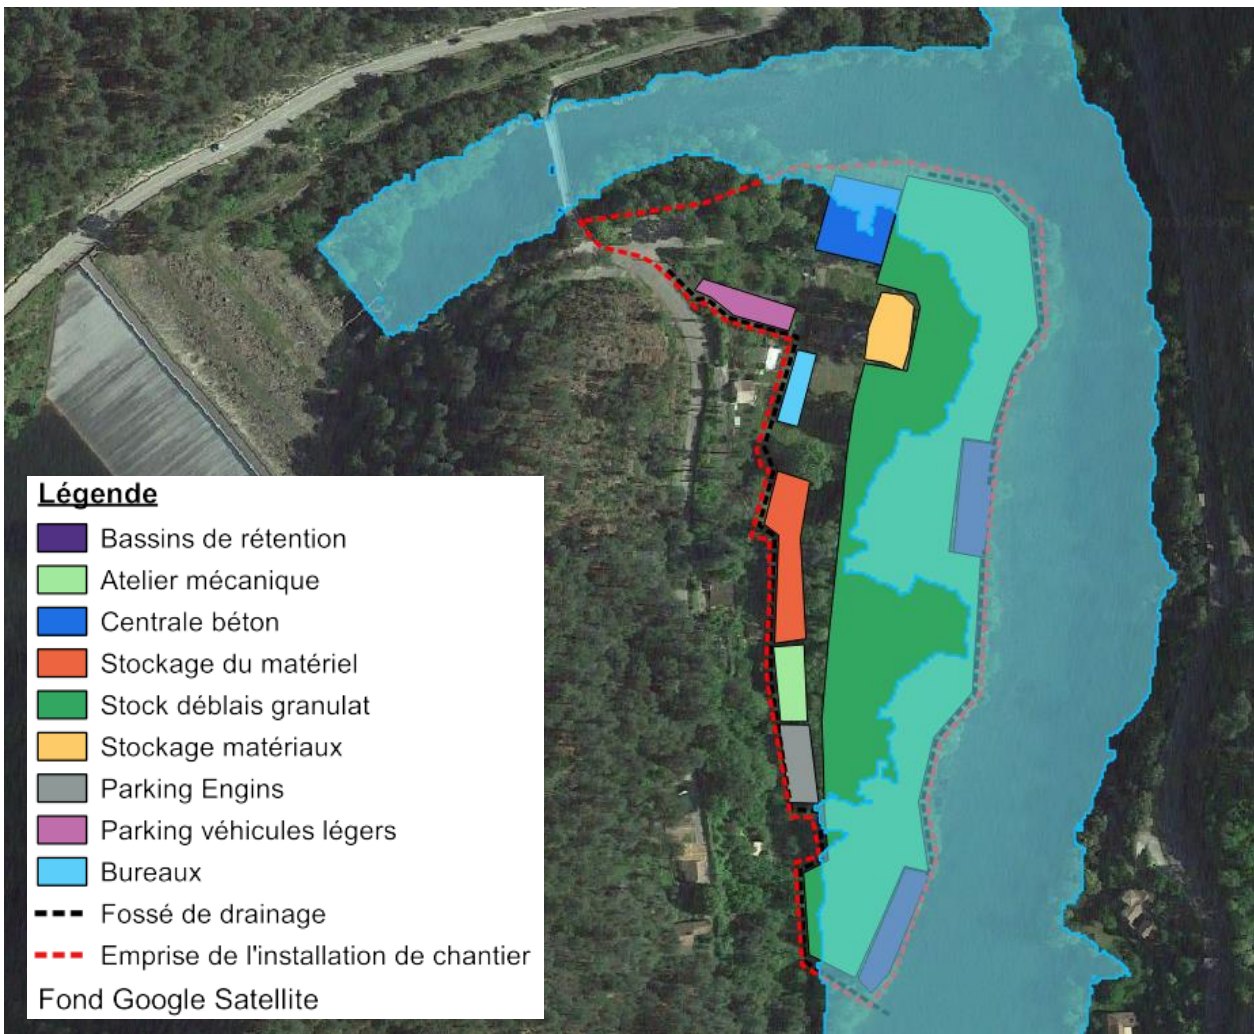 Légende
Bassins de rétention
Atelier mécanique
Centrale béton
Stockage du matériel
Stock déblais granulat
Stockage matériaux
Parking Engins
Parking véhicules légers
Bureaux
Fossé de drainage
Emprise de l'installation de chantier
Fond Google Satellite